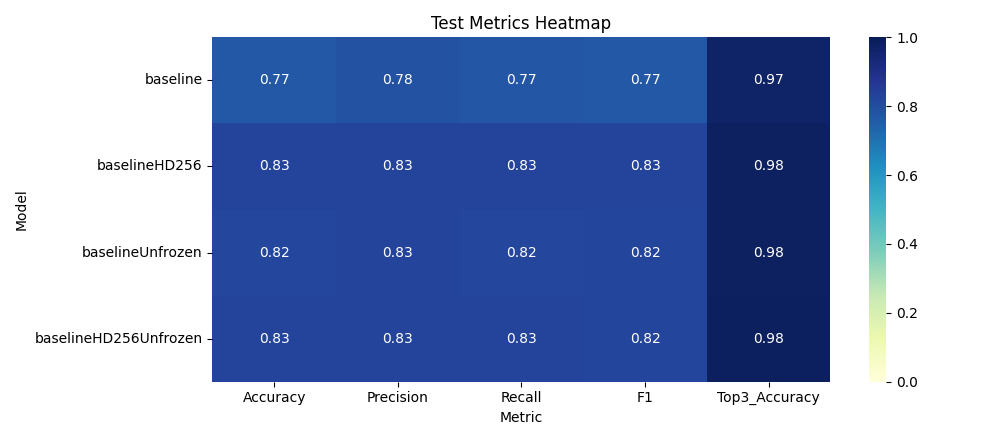 Test Metrics Heatmap
Model
baseline 0.77 0.78 0.77 0.77 0.97
baselineHD256 0.83 0.83 0.83 0.83 0.98
baselineUnfrozen 0.82 0.83 0.82 0.82 0.98
baselineHD256Unfrozen 0.83 0.83 0.83 0.82 0.98
Accuracy Precision Recall F1 Top3_Accuracy
Metric
1.0
0.8
0.6
0.4
0.2
0.0